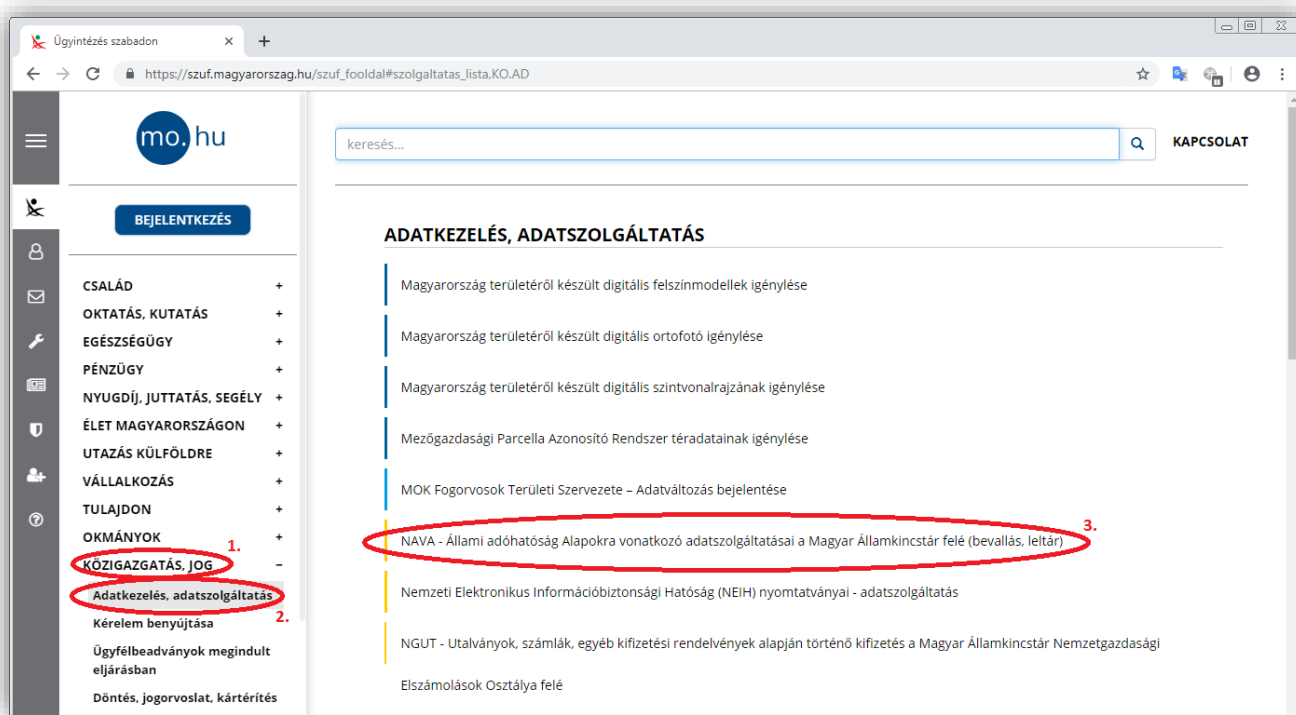 Ügyintézés szabadon
https://szuf.magyarorszag.hu/szuf_fooldal#szolgaltatas_lista,KO.AD
mo.hu
keresés...
KAPCSOLAT
BEJELENTKEZÉS
CSALÁD +
OKTATÁS, KUTATÁS +
EGÉSZSÉGÜGY +
PÉNZÜGY +
NYUGDÍJ, JUTTATÁS, SEGÉLY +
ÉLET MAGYARORSZÁGON +
UTAZÁS KÜLFÖLDRE +
VÁLLALKOZÁS +
TULAJDON +
OKMÁNYOK +
1.
KÖZIGAZGATÁS, JOG –
Adatkezelés, adatszolgáltatás
2.
Kérelem benyújtása
Ügyfélbeadványok megindult
eljárásban
Döntés, jogorvoslat, kártérítés
ADATKEZELÉS, ADATSZOLGÁLTATÁS
Magyarország területéről készült digitális felszínmodellek igénylése
Magyarország területéről készült digitális ortofotó igénylése
Magyarország területéről készült digitális szintvonalrajzának igénylése
Mezőgazdasági Parcella Azonosító Rendszer téradatainak igénylése
MOK Fogorvosok Területi Szervezete – Adatváltozás bejelentése
3.
NAVA - Állami adóhatóság Alapokra vonatkozó adatszolgáltatásai a Magyar Államkincstár felé (bevallás, leltár)
Nemzeti Elektronikus Információbiztonsági Hatóság (NEIH) nyomtatványai - adatszolgáltatás
NGUT - Utalványok, számlák, egyéb kifizetési rendelvények alapján történő kifizetés a Magyar Államkincstár Nemzetgazdasági
Elszámolások Osztálya felé